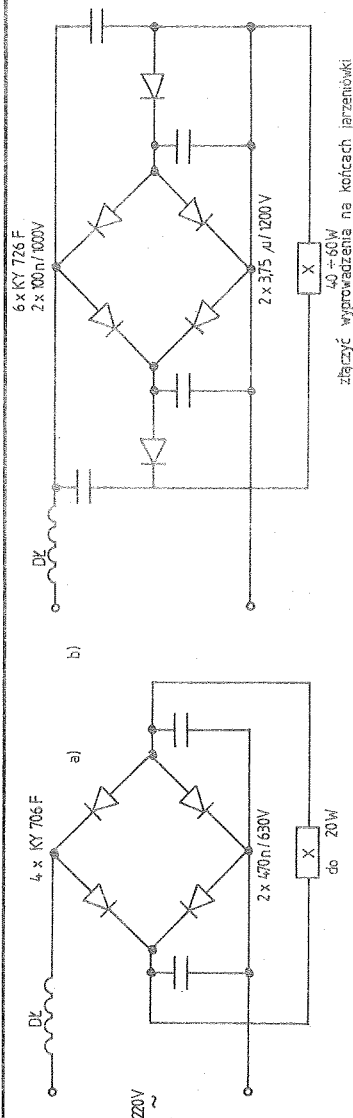 a)
DŁ
4 x KY 706 F
220V
~
2 x 470n/630V
do 20W
X
b)
DŁ
6 x KY 726 F
2 x 100n/1000V
2 x 3,75 µ/1200V
X
40 ÷ 60W
złączyć wyprowadzenia na końcach jarzeniówki